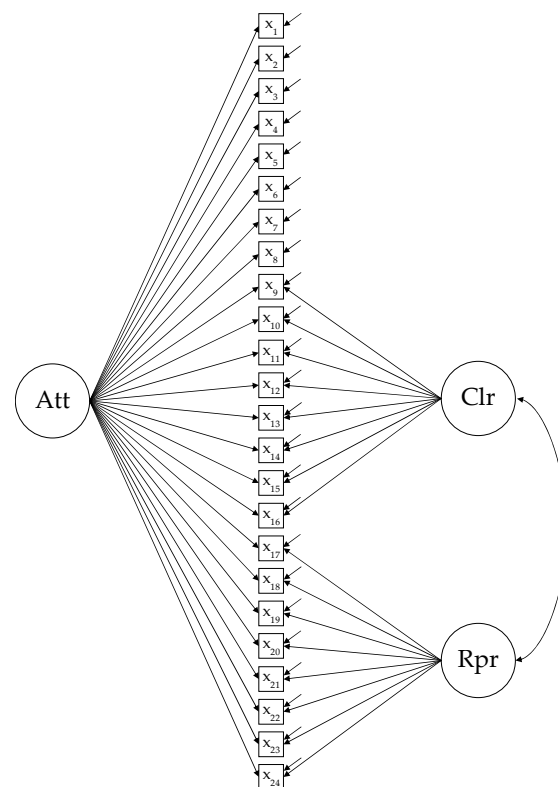 x₁
x₂
x₃
x₄
x₅
x₆
x₇
x₈
x₉
x₁₀
x₁₁
x₁₂
Att
Clr
x₁₃
x₁₄
x₁₅
x₁₆
x₁₇
x₁₈
x₁₉
x₂₀
Rpr
x₂₁
x₂₂
x₂₃
x₂₄